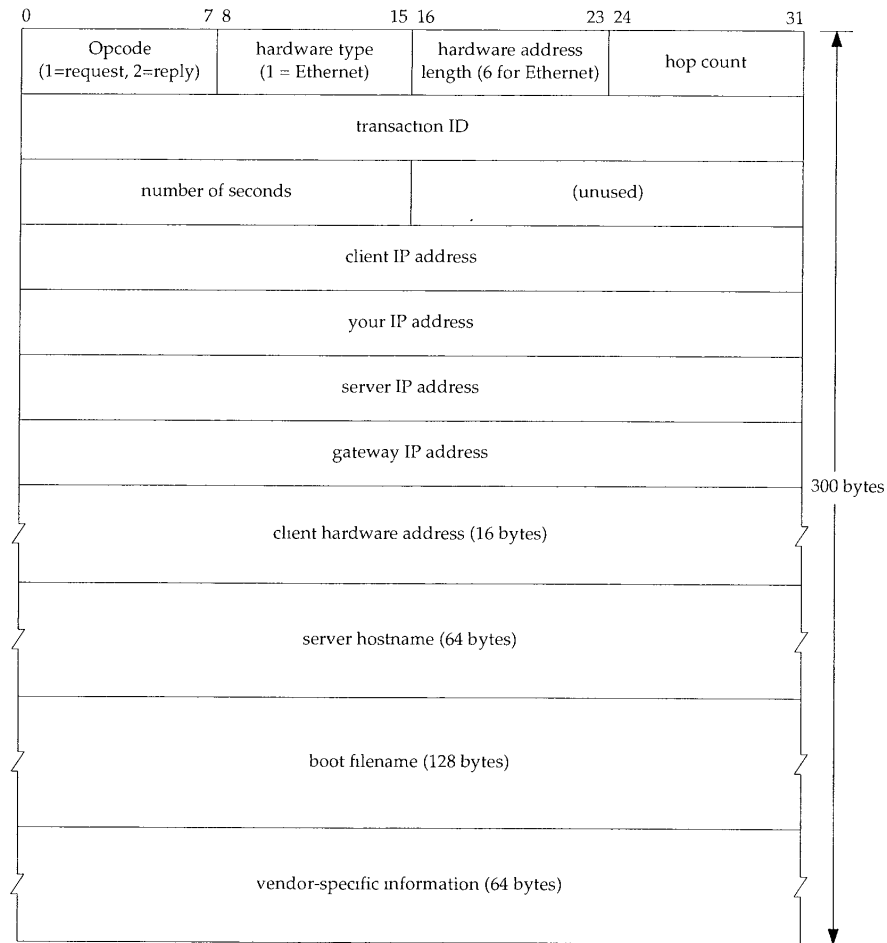 0 7 8 15 16 23 24 31
Opcode
(1=request, 2=reply)
hardware type
(1 = Ethernet)
hardware address
length (6 for Ethernet)
hop count
transaction ID
number of seconds
(unused)
client IP address
your IP address
server IP address
gateway IP address
300 bytes
client hardware address (16 bytes)
server hostname (64 bytes)
boot filename (128 bytes)
vendor-specific information (64 bytes)